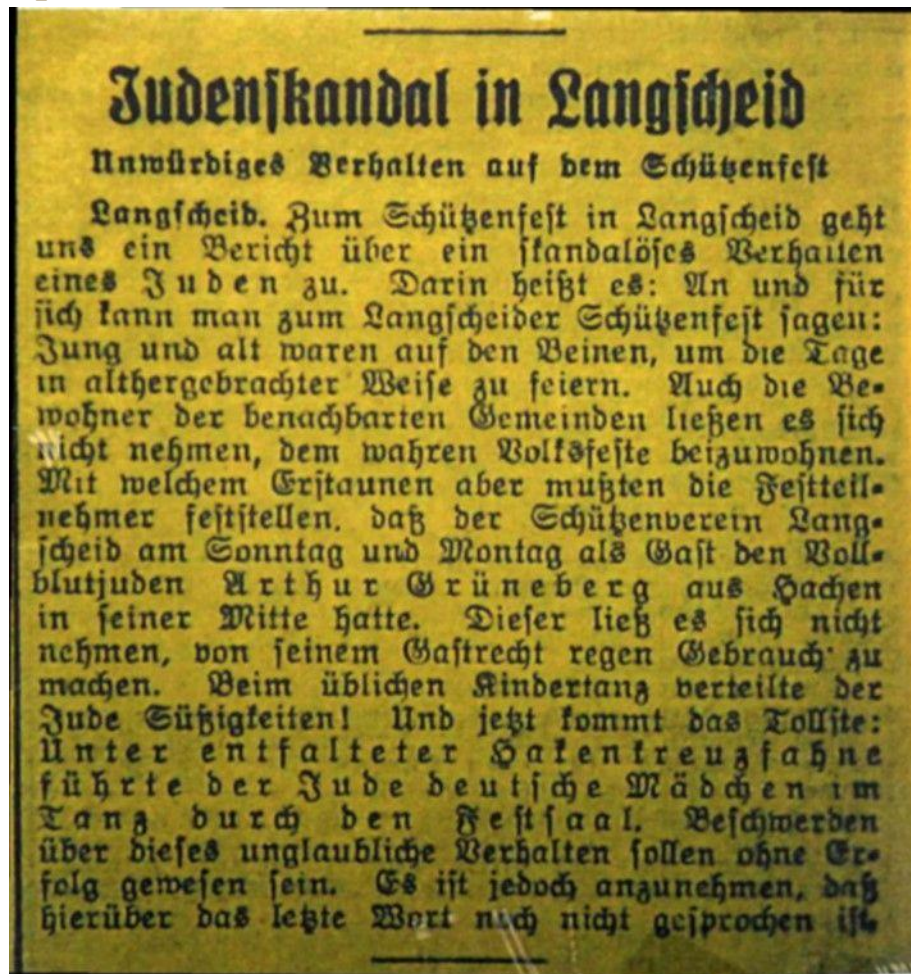 Judenskandal in Langscheid
Unwürdiges Verhalten auf dem Schützenfest
Langscheid. Zum Schützenfest in Langscheid geht
uns ein Bericht über ein skandalöses Verhalten
eines Juden zu. Darin heißt es: An und für
sich kann man zum Langscheider Schützenfest sagen:
Jung und alt waren auf den Beinen, um die Tage
in althergebrachter Weise zu feiern. Auch die Be-
wohner der benachbarten Gemeinden ließen es sich
nicht nehmen, dem wahren Volksfeste beizuwohnen.
Mit welchem Erstaunen aber mußten die Festteil-
nehmer feststellen, daß der Schützenverein Lang-
scheid am Sonntag und Montag als Gast den Voll-
blutjuden Arthur Grüneberg aus Hachen
in seiner Mitte hatte. Dieser ließ es sich nicht
nehmen, von seinem Gastrecht regen Gebrauch zu
machen. Beim üblichen Kindertanz verteilte der
Jude Süßigkeiten! Und jetzt kommt das Tollste:
Unter entfalteter Hakenkreuzfahne
führte der Jude deutsche Mädchen im
Tanz durch den Festsaal. Beschwerden
über dieses unglaubliche Verhalten sollen ohne Er-
folg gewesen sein. Es ist jedoch anzunehmen, daß
hierüber das letzte Wort noch nicht gesprochen ist.